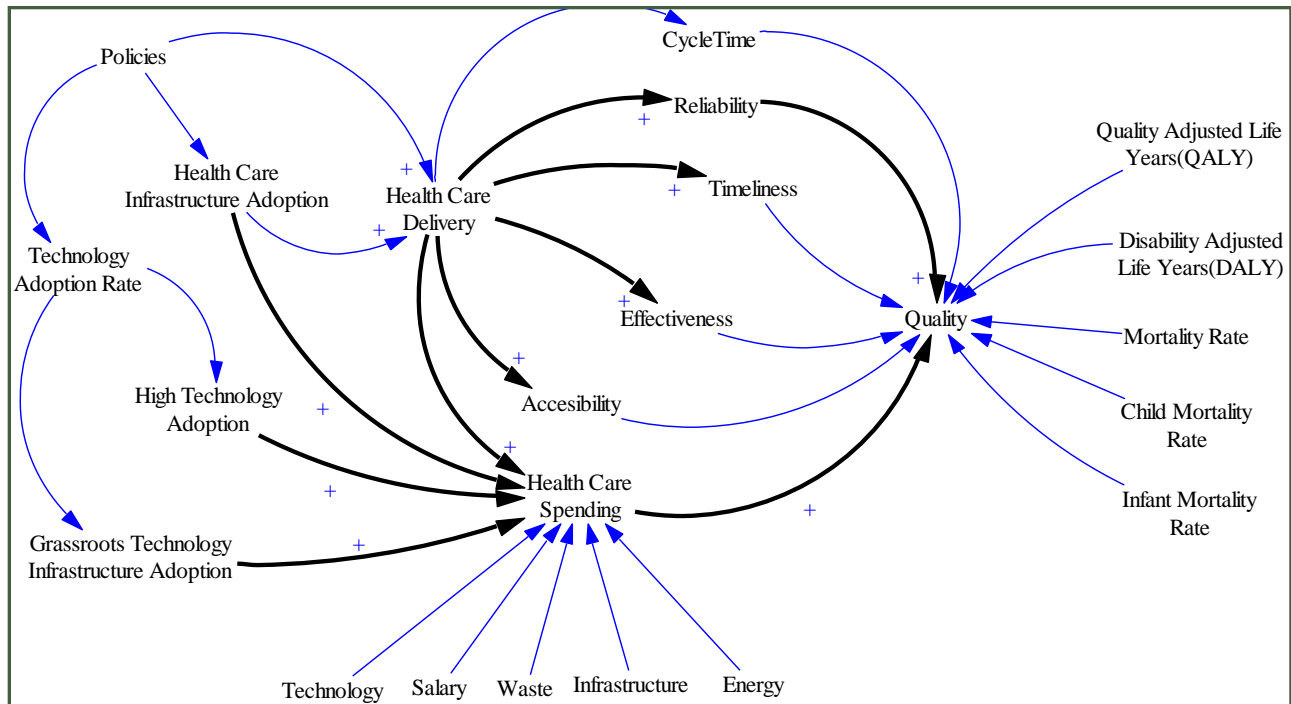 CycleTime
Policies
Reliability
+
Quality Adjusted Life
Years(QALY)
Health Care
Infrastructure Adoption
+
Health Care
Delivery
+
Timeliness
+
Technology
Adoption Rate
Disability Adjusted
Life Years(DALY)
+
Effectiveness
+
Quality
Mortality Rate
High Technology
Adoption
+
+
Accesibility
Child Mortality
Rate
+
+
Health Care
Spending
+
Infant Mortality
Rate
Grassroots Technology
Infrastructure Adoption
+
Technology
Salary
Waste
Infrastructure
Energy